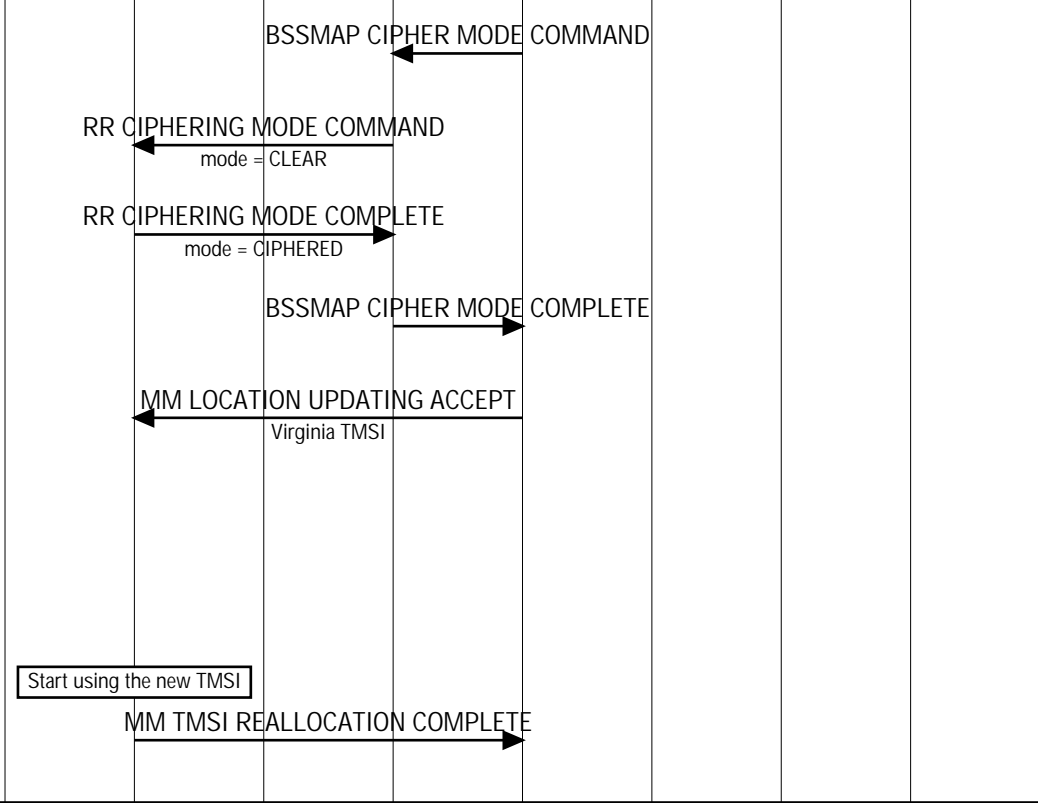 BSSMAP CIPHER MODE COMMAND
RR CIPHERING MODE COMMAND
mode = CLEAR
RR CIPHERING MODE COMPLETE
mode = CIPHERED
BSSMAP CIPHER MODE COMPLETE
MM LOCATION UPDATING ACCEPT
Virginia TMSI
Start using the new TMSI
MM TMSI REALLOCATION COMPLETE